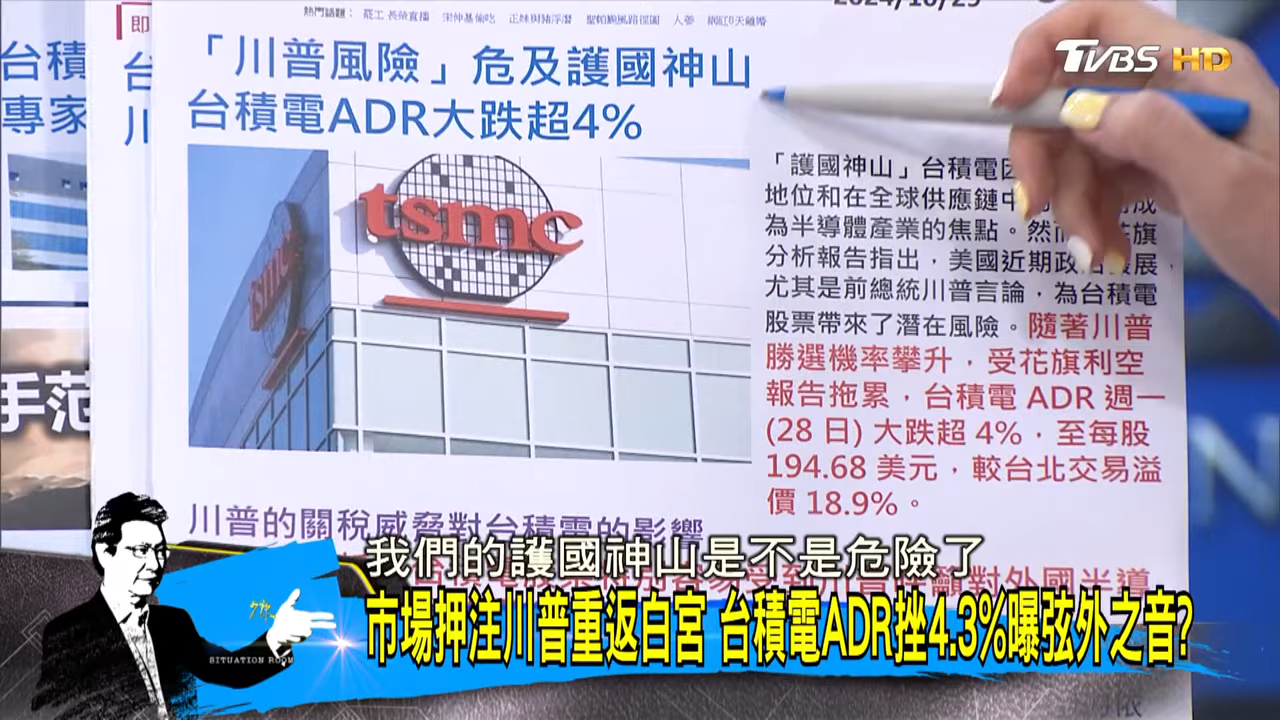 熱門話題：
2024/10/29
TVBS HD
即
台
川
台積
專家
「川普風險」危及護國神山
台積電ADR大跌超4%
tsmc
tsmc
「護國神山」台積電因
地位和在全球供應鏈中
為半導體產業的焦點。然而
分析報告指出，美國近期政
尤其是前總統川普言論，為台積電
股票帶來了潛在風險。隨著川普
勝選機率攀升，受花旗利空
報告拖累，台積電 ADR 週一
(28 日) 大跌超 4%，至每股
194.68 美元，較台北交易溢
價 18.9%。
手范
川普的關稅威脅對台積電的影響
我們的護國神山是不是危險了
市場押注川普重返白宮 台積電ADR挫4.3%曝弦外之音?
SITUATION ROOM